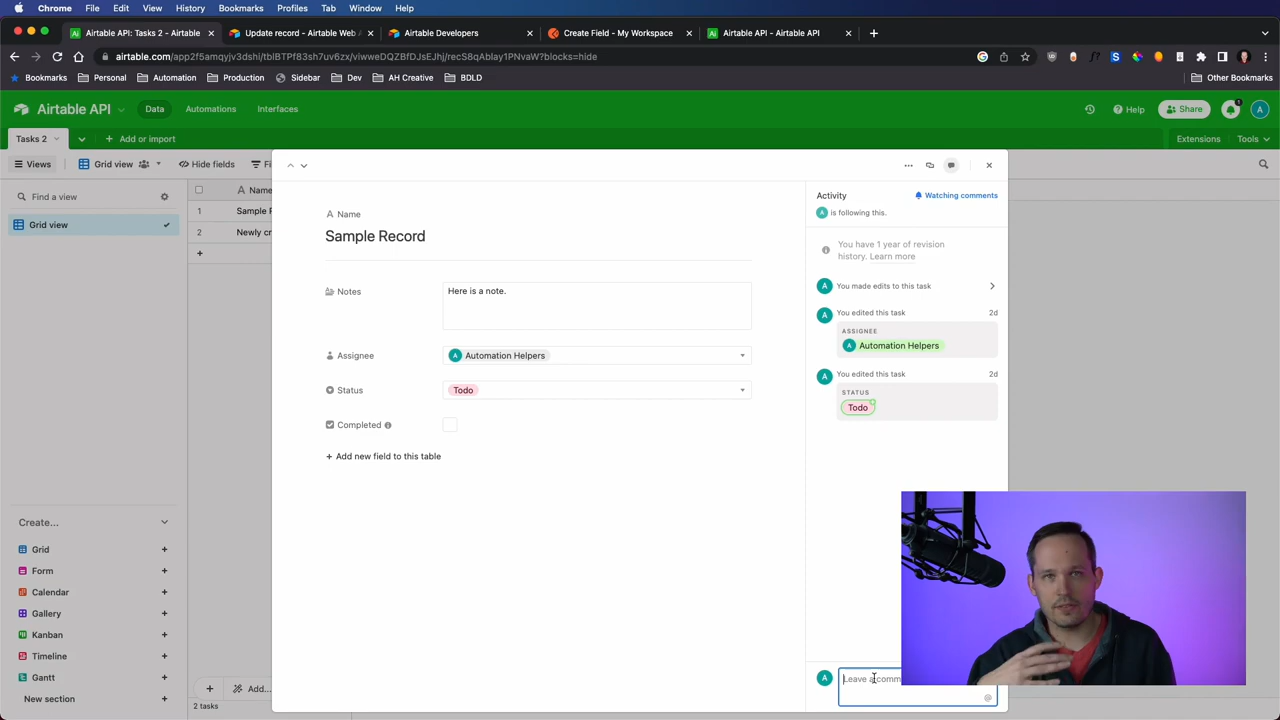 Chrome File Edit View History Bookmarks Profiles Tab Window Help
Airtable API: Tasks 2 - Airtable
Update record - Airtable Web
Airtable Developers
Create Field - My Workspace
Airtable API - Airtable API
airtable.com/app2f5amqyjv3dshi/tblBTPf83sh7uv6zx/viwweDQZBfDJsEJhj/recS8qAblay1PNvaW?blocks=hide
Bookmarks Personal Automation Production Sidebar Dev AH Creative BDLD Other Bookmarks
Airtable API Data Automations Interfaces Help Share 1 A
Tasks 2 Add or import Extensions Tools
Views Grid view Hide fields
Find a view
Grid view
Name
1 Sample
2 Newly
Create...
Grid
Form
Calendar
Gallery
Kanban
Timeline
Gantt
New section
Add...
2 tasks
Name
Sample Record
Notes
Here is a note.
Assignee
A Automation Helpers
Status
Todo
Completed
+ Add new field to this table
Activity
Watching comments
A is following this.
You have 1 year of revision
history. Learn more
A You made edits to this task
A You edited this task 2d
ASSIGNEE
A Automation Helpers
A You edited this task 2d
STATUS
Todo
A Leave a
@